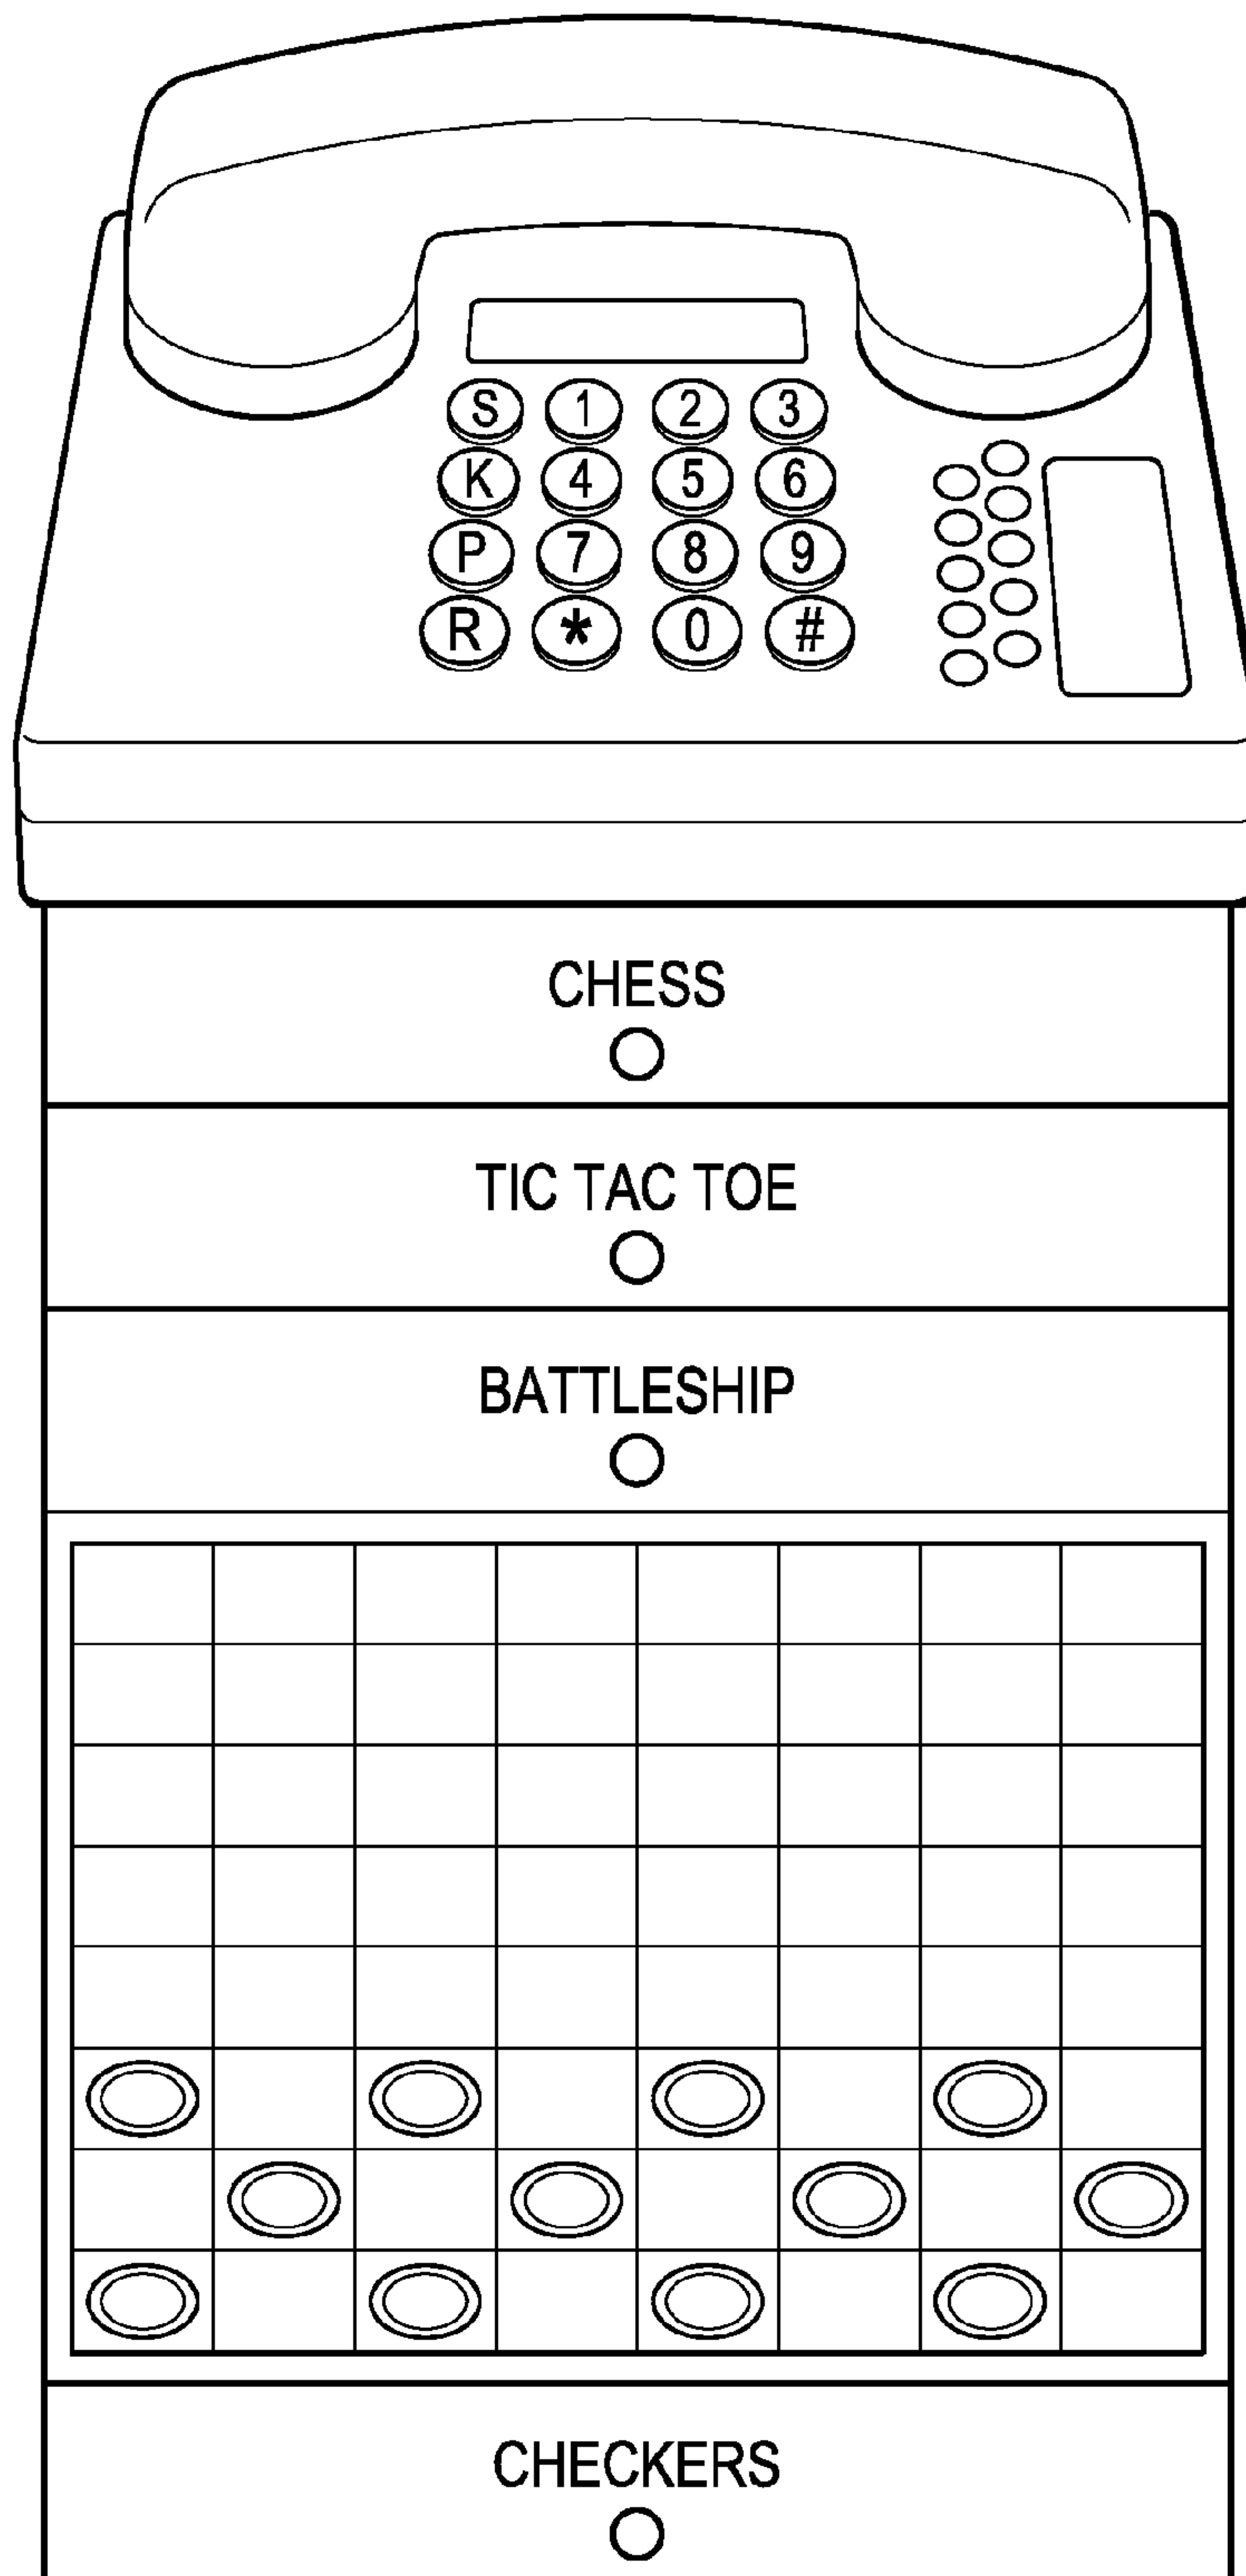 S 1 2 3
K 4 5 6
P 7 8 9
R * 0 #
CHESS
TIC TAC TOE
BATTLESHIP
CHECKERS